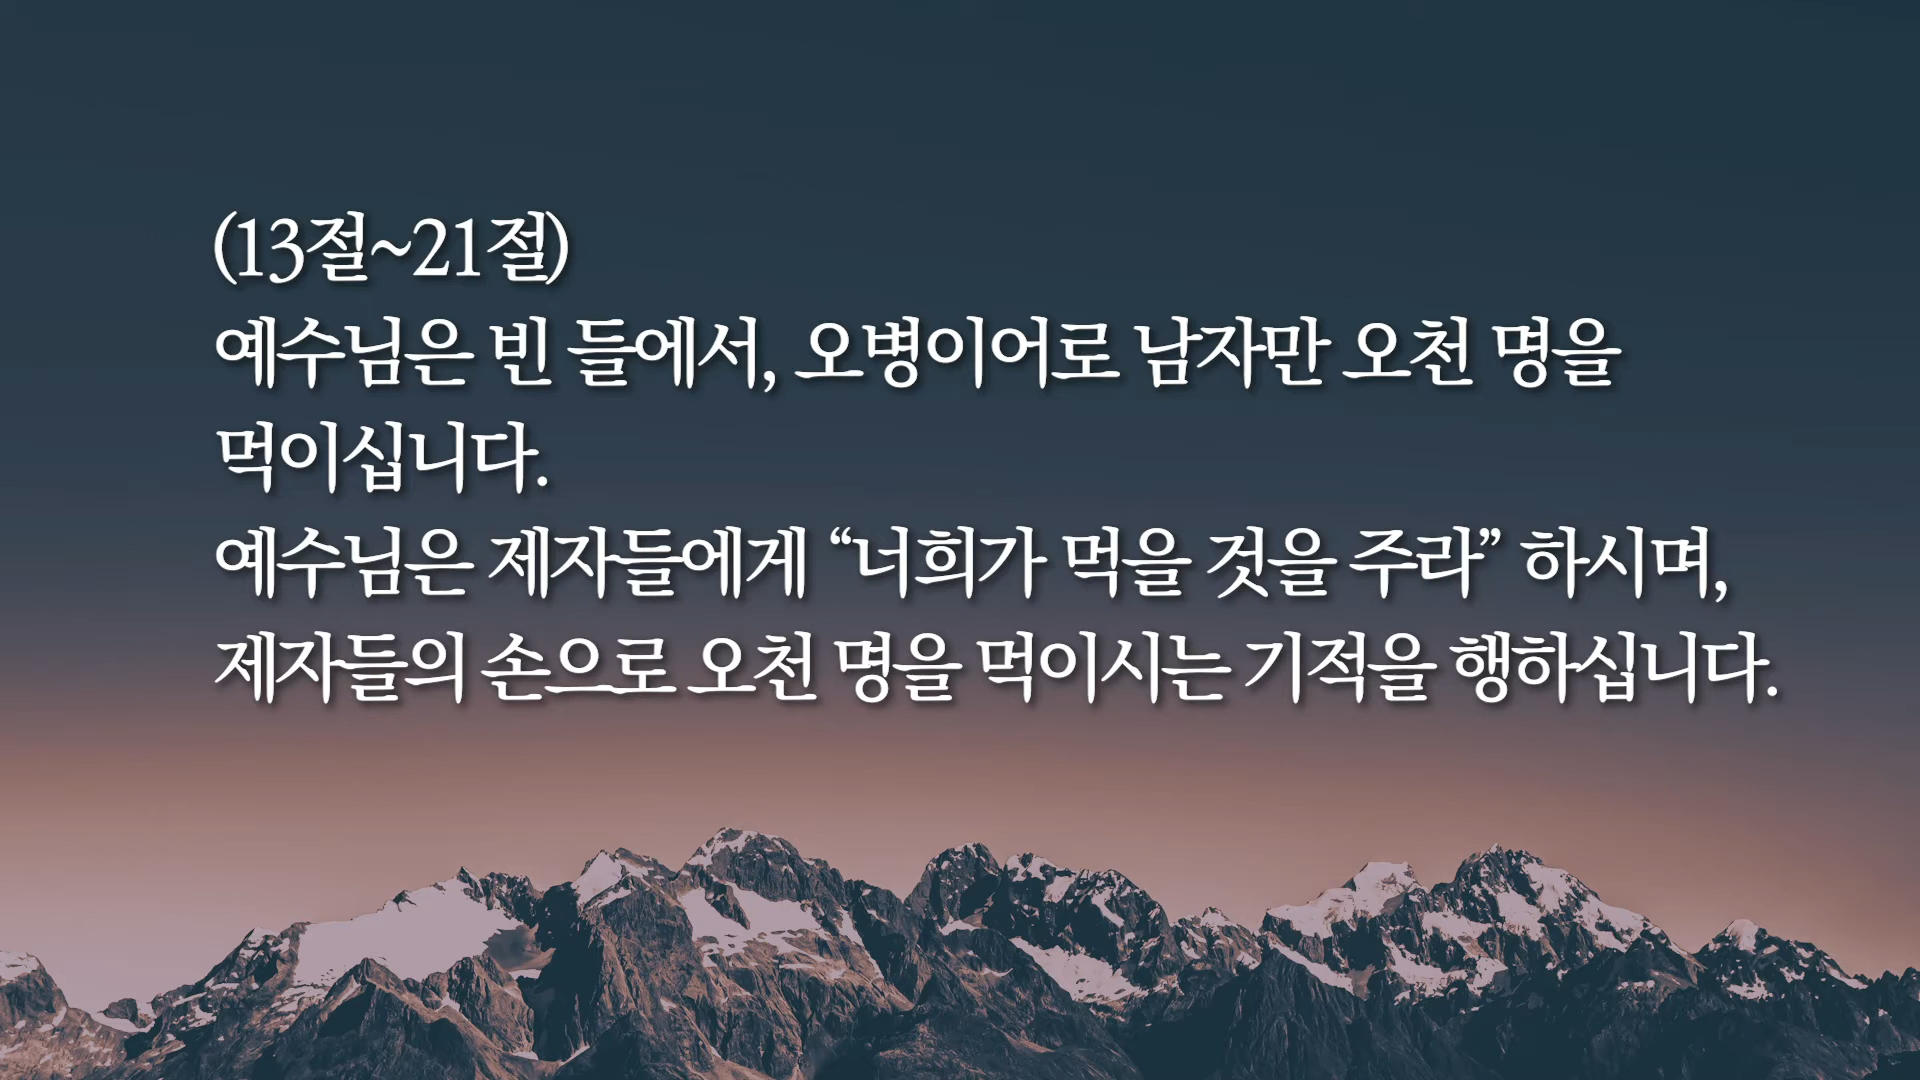 (13절~21절)
예수님은 빈 들에서, 오병이어로 남자만 오천 명을
먹이십니다.
예수님은 제자들에게 “너희가 먹을 것을 주라” 하시며,
제자들의 손으로 오천 명을 먹이시는 기적을 행하십니다.